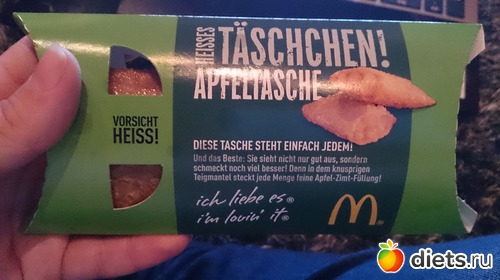 HEISSES
TÄSCHCHEN!
APFELTASCHE
VORSICHT
HEISS!
DIESE TASCHE STEHT EINFACH JEDEM!
Und das Beste: Sie sieht nicht nur gut aus, sondern
schmeckt noch viel besser! Denn in dem knusprigen
Teigmantel steckt jede Menge feine Apfel-Zimt-Füllung!
ich liebe es®
i'm lovin' it®
diets.ru